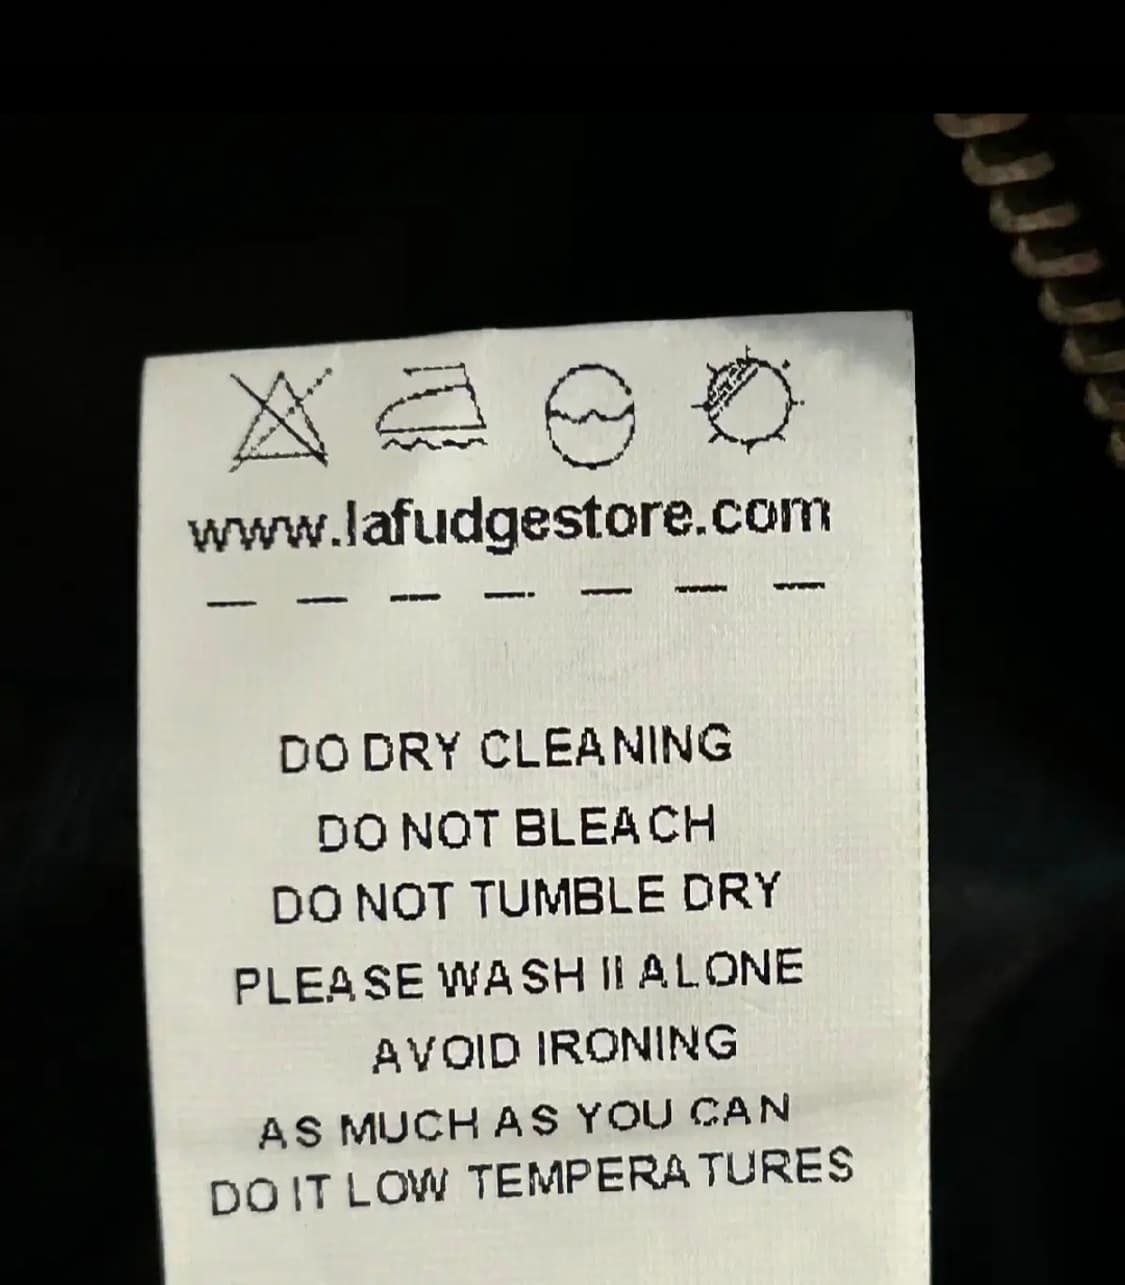 www.lafudgestore.com
DO DRY CLEANING
DO NOT BLEACH
DO NOT TUMBLE DRY
PLEASE WASH II ALONE
AVOID IRONING
AS MUCH AS YOU CAN
DO IT LOW TEMPERATURES